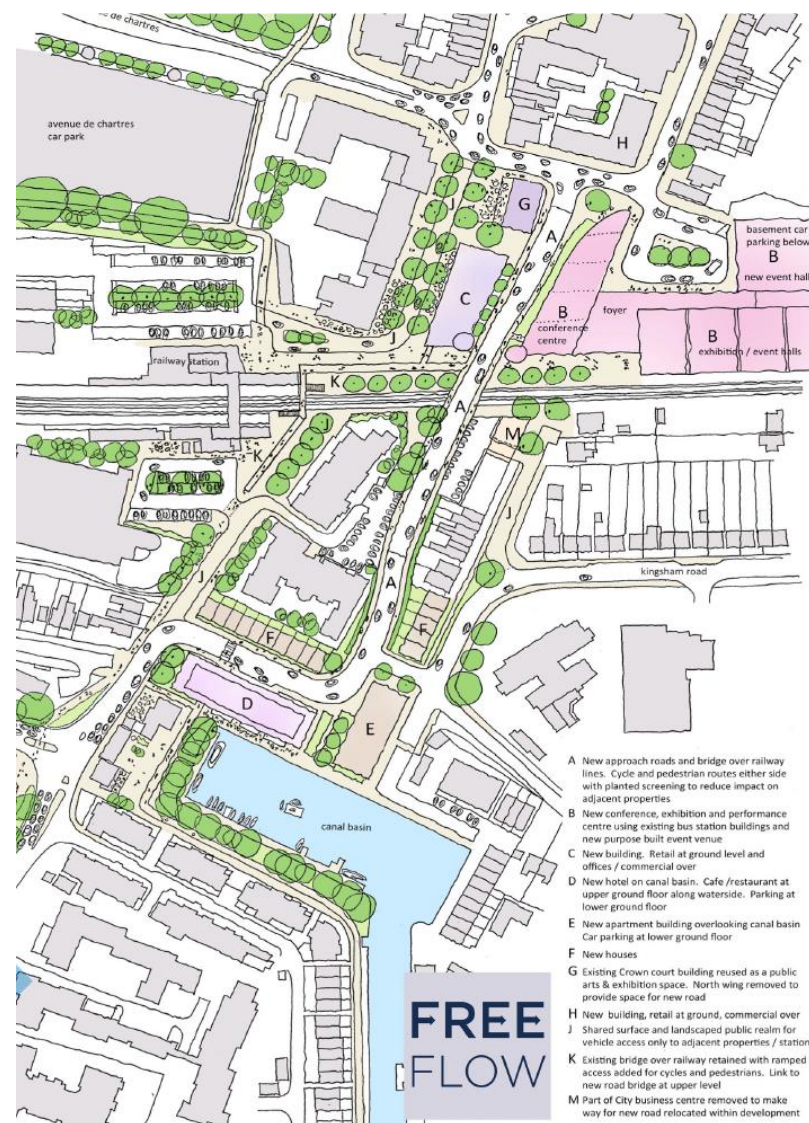 de chartres
avenue de chartres
car park
H
G
J
A
basement car
parking below
B
new event hall
C
B
conference
centre
foyer
B
exhibition / event halls
J
railway station
K
A
J
M
K
J
J
A
kingsham road
F
F
D
E
canal basin
A New approach roads and bridge over railway
lines. Cycle and pedestrian routes either side
with planted screening to reduce impact on
adjacent properties
B New conference, exhibition and performance
centre using existing bus station buildings and
new purpose built event venue
C New building. Retail at ground level and
offices / commercial over
D New hotel on canal basin. Cafe /restaurant at
upper ground floor along waterside. Parking at
lower ground floor
E New apartment building overlooking canal basin
Car parking at lower ground floor
F New houses
G Existing Crown court building reused as a public
arts & exhibition space. North wing removed to
provide space for new road
H New building, retail at ground, commercial over
J Shared surface and landscaped public realm for
vehicle access only to adjacent properties / station
K Existing bridge over railway retained with ramped
access added for cycles and pedestrians. Link to
new road bridge at upper level
M Part of City business centre removed to make
way for new road relocated within development
FREE
FLOW